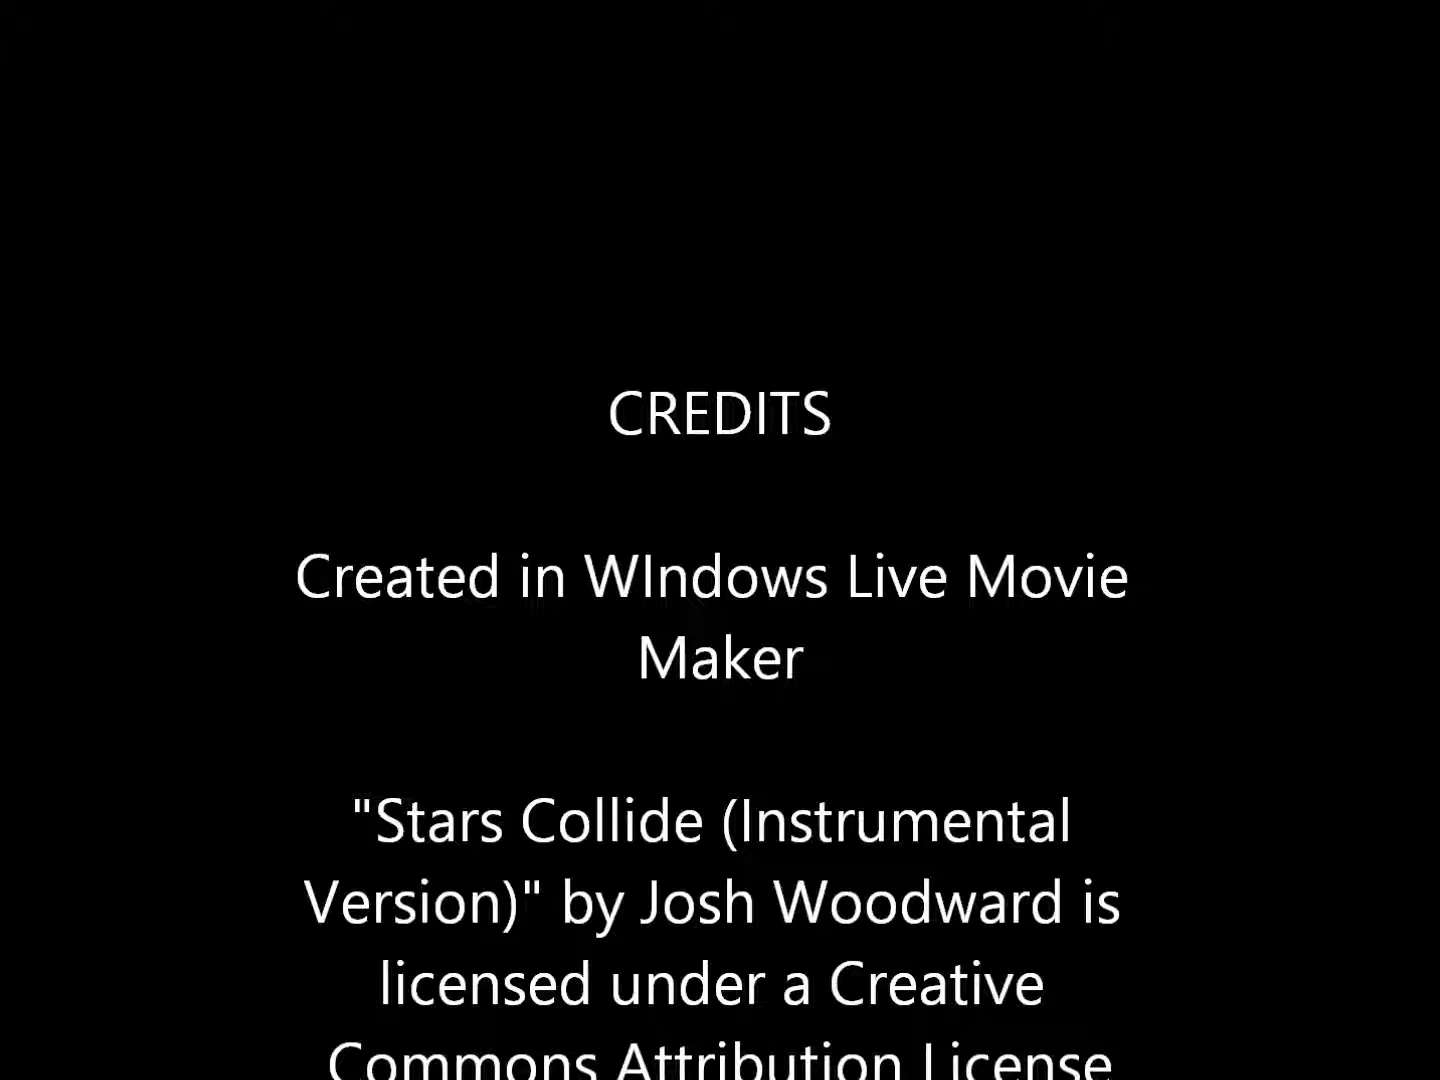 CREDITS
Created in WIndows Live Movie
Maker
"Stars Collide (Instrumental
Version)" by Josh Woodward is
licensed under a Creative
Commons Attribution License